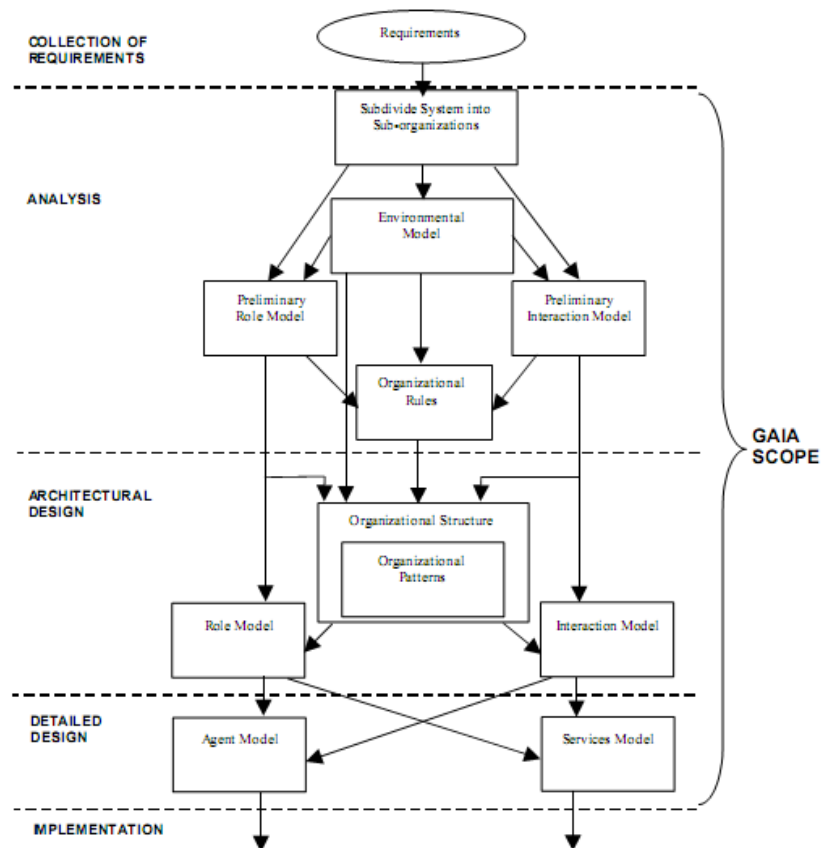 COLLECTION OF
REQUIREMENTS
Requirements
Subdivide System into
Sub-organizations
ANALYSIS
Environmental
Model
Preliminary
Role Model
Preliminary
Interaction Model
Organizational
Rules
GAIA
SCOPE
ARCHITECTURAL
DESIGN
Organizational Structure
Organizational
Patterns
Role Model
Interaction Model
DETAILED
DESIGN
Agent Model
Services Model
IMPLEMENTATION